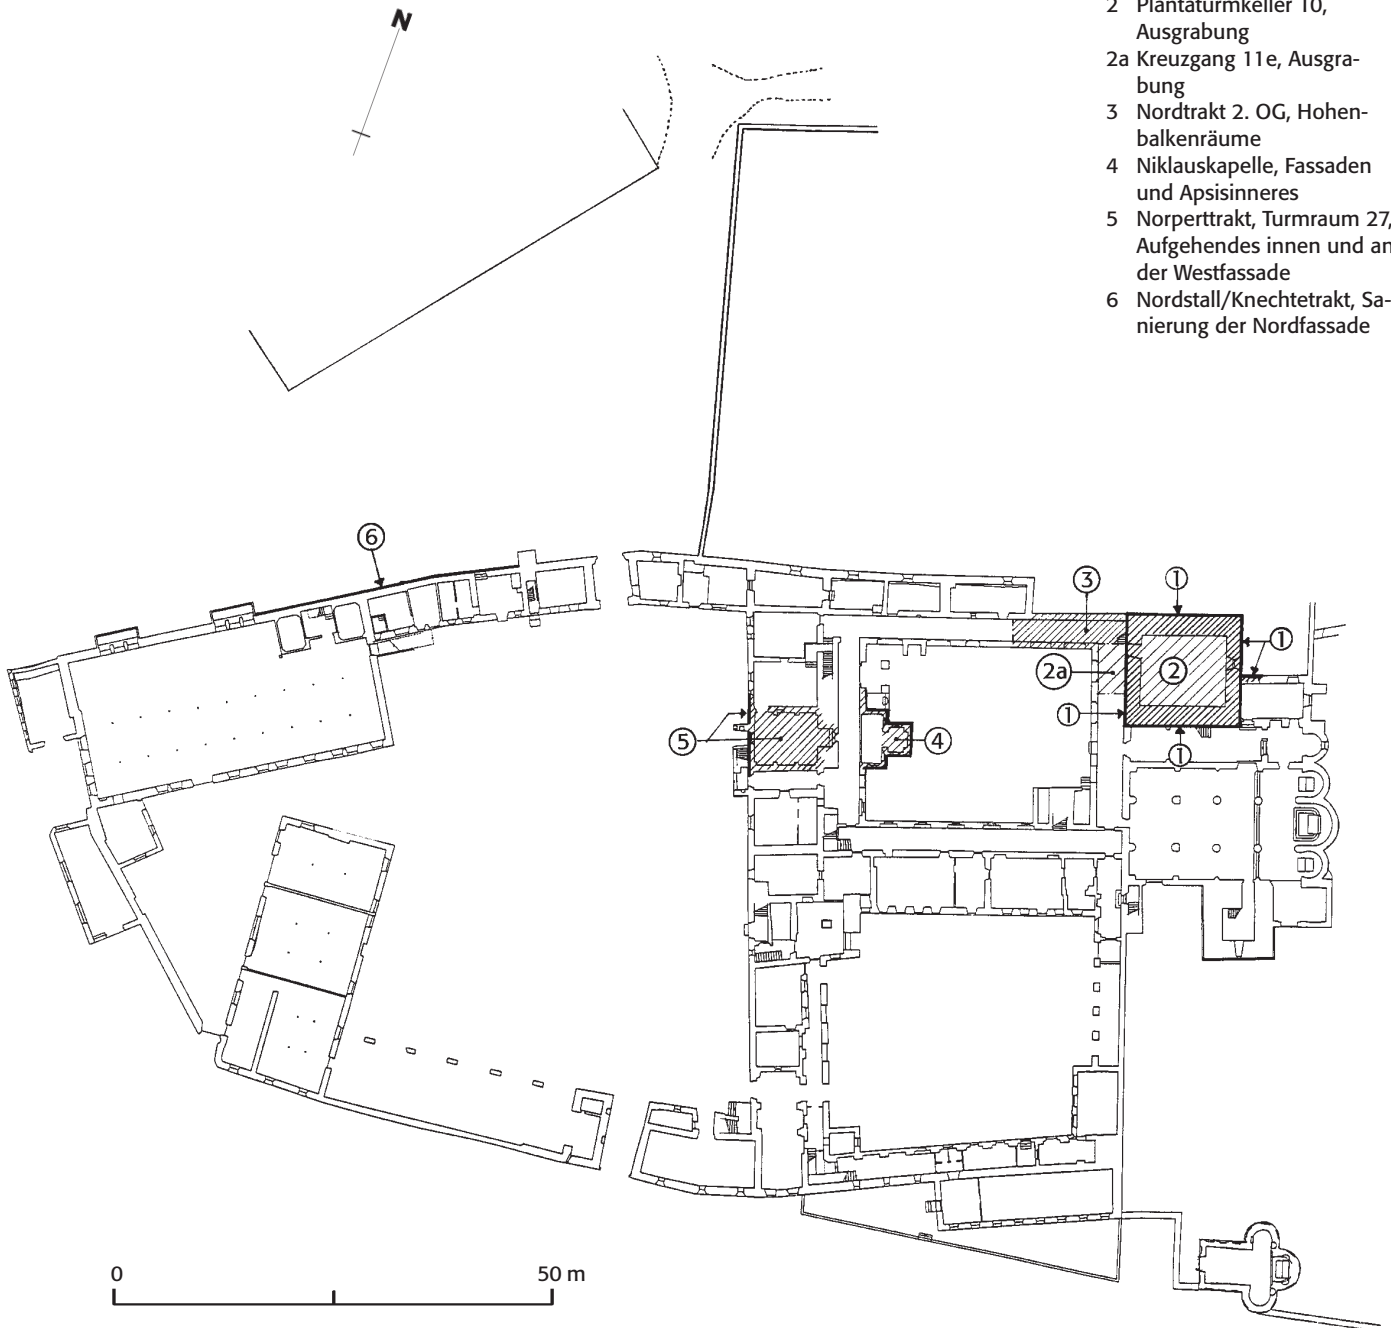 N
2 Plantaturmkeller 10,
Ausgrabung
2a Kreuzgang 11e, Ausgra-
bung
3 Nordtrakt 2. OG, Hohen-
balkenräume
4 Niklauskapelle, Fassaden
und Apsisinneres
5 Norperttrakt, Turmraum 27,
Aufgehendes innen und an
der Westfassade
6 Nordstall/Knechtetrakt, Sa-
nierung der Nordfassade
6
3
1
1
2a
2
1
5
4
1
0 50 m